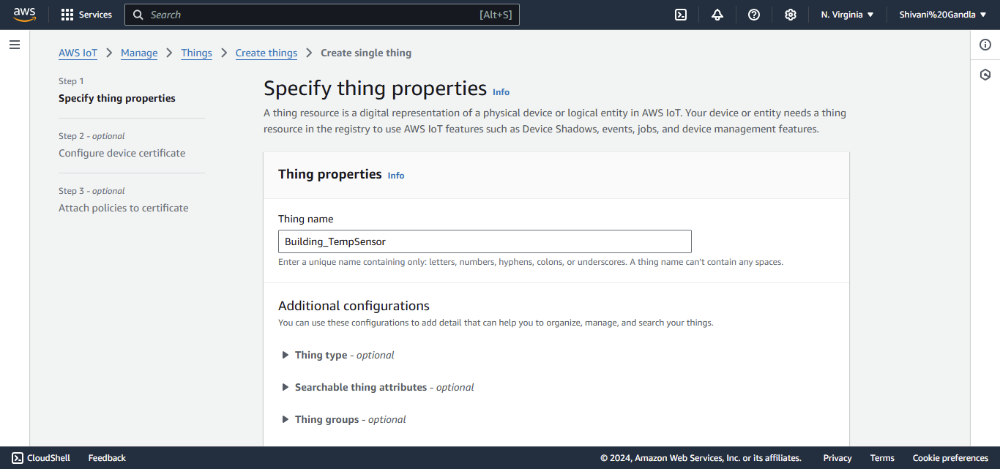 aws
Services
Search
[Alt+S]
N. Virginia
Shivani%20Gandla
AWS IoT
Manage
Things
Create things
Create single thing
Step 1
Specify thing properties
Step 2 - optional
Configure device certificate
Step 3 - optional
Attach policies to certificate
Specify thing properties Info
A thing resource is a digital representation of a physical device or logical entity in AWS IoT. Your device or entity needs a thing
resource in the registry to use AWS IoT features such as Device Shadows, events, jobs, and device management features.
Thing properties Info
Thing name
Building_TempSensor
Enter a unique name containing only: letters, numbers, hyphens, colons, or underscores. A thing name can't contain any spaces.
Additional configurations
You can use these configurations to add detail that can help you to organize, manage, and search your things.
Thing type - optional
Searchable thing attributes - optional
Thing groups - optional
CloudShell
Feedback
© 2024, Amazon Web Services, Inc. or its affiliates.
Privacy
Terms
Cookie preferences